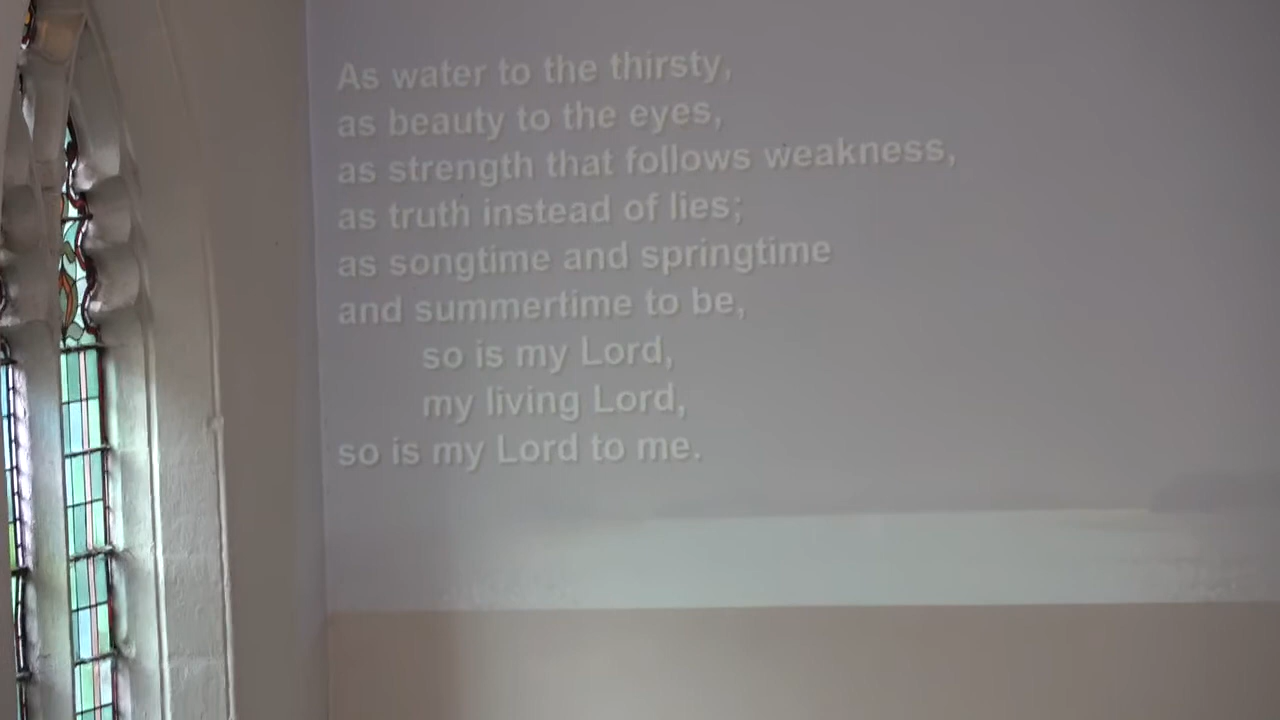 As water to the thirsty,
as beauty to the eyes,
as strength that follows weakness,
as truth instead of lies;
as songtime and springtime
and summertime to be,
so is my Lord,
my living Lord,
so is my Lord to me.